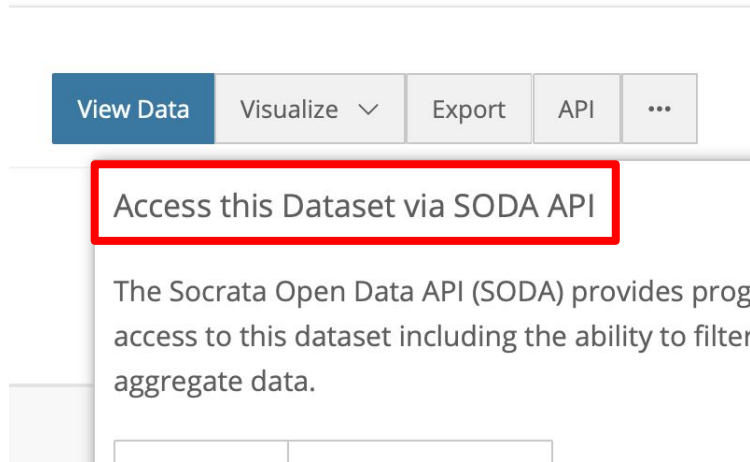 View Data Visualize Export API ...
Access this Dataset via SODA API
The Socrata Open Data API (SODA) provides
access to this dataset including the ability to filter
aggregate data.